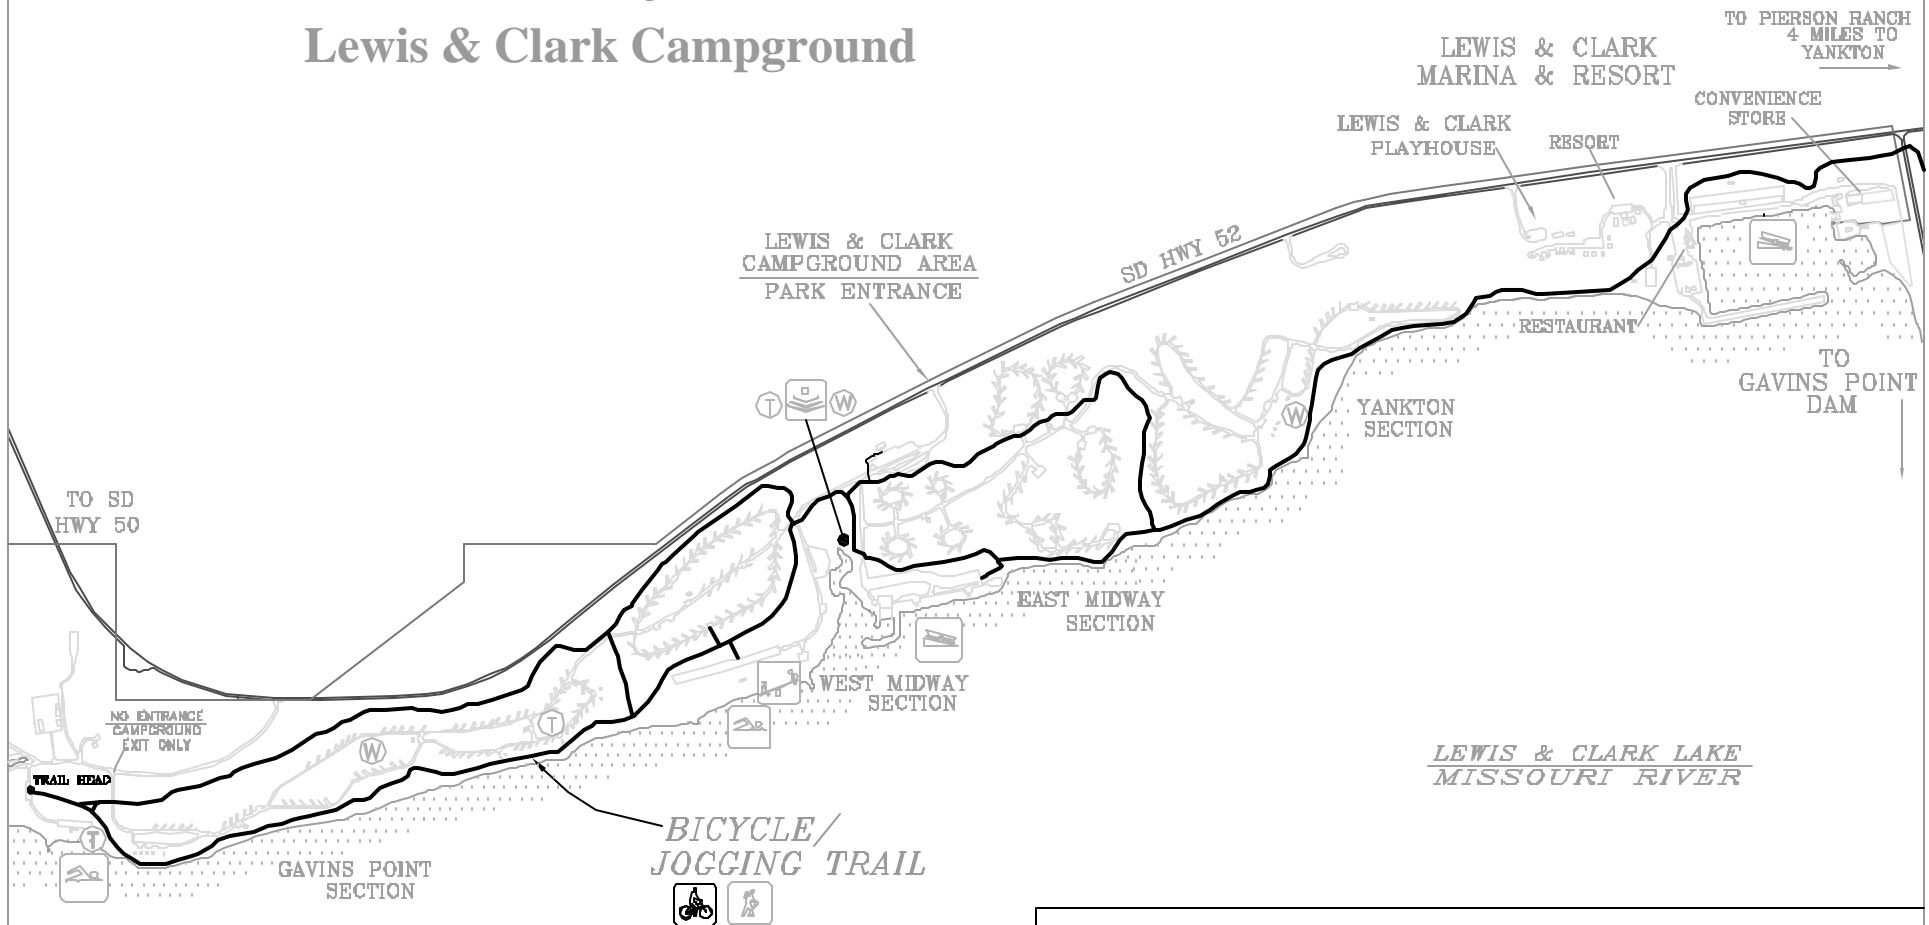 Lewis & Clark Campground
TO PIERSON RANCH
4 MILES TO
YANKTON
LEWIS & CLARK
MARINA & RESORT
CONVENIENCE
STORE
LEWIS & CLARK
PLAYHOUSE
RESORT
SD HWY 52
LEWIS & CLARK
CAMPGROUND AREA
PARK ENTRANCE
RESTAURANT
TO
GAVINS POINT
DAM
T
W
W
YANKTON
SECTION
TO SD
HWY 50
EAST MIDWAY
SECTION
WEST MIDWAY
SECTION
NO ENTRANCE
CAMPGROUND
EXIT ONLY
T
W
TRAIL HEAD
LEWIS & CLARK LAKE
MISSOURI RIVER
T
BICYCLE/
JOGGING TRAIL
GAVINS POINT
SECTION